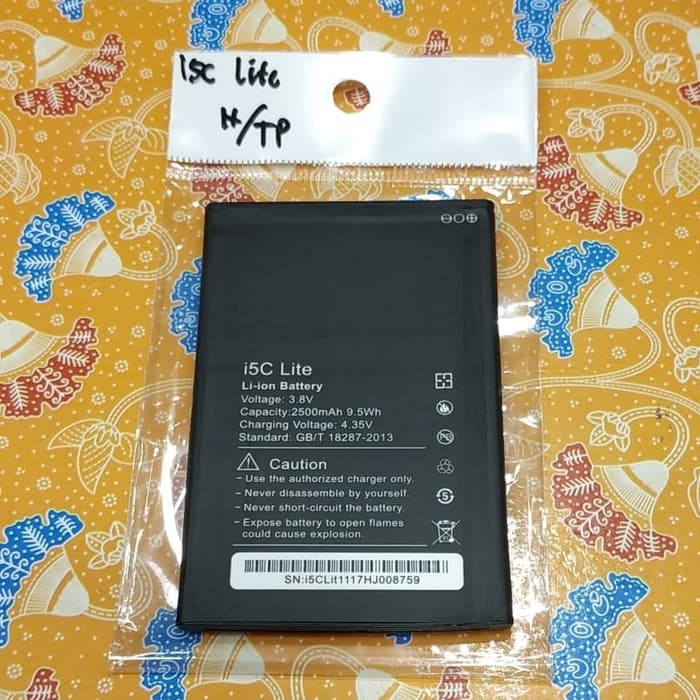 i5C Lite
H/TP
i5C Lite
Li-ion Battery
Voltage: 3.8V
Capacity:2500mAh 9.5Wh
Charging Voltage: 4.35V
Standard: GB/T 18287-2013
Caution
- Use the authorized charger only.
- Never disassemble by yourself.
- Never short-circuit the battery.
- Expose battery to open flames
could cause explosion.
SN:i5CLit1117HJ008759